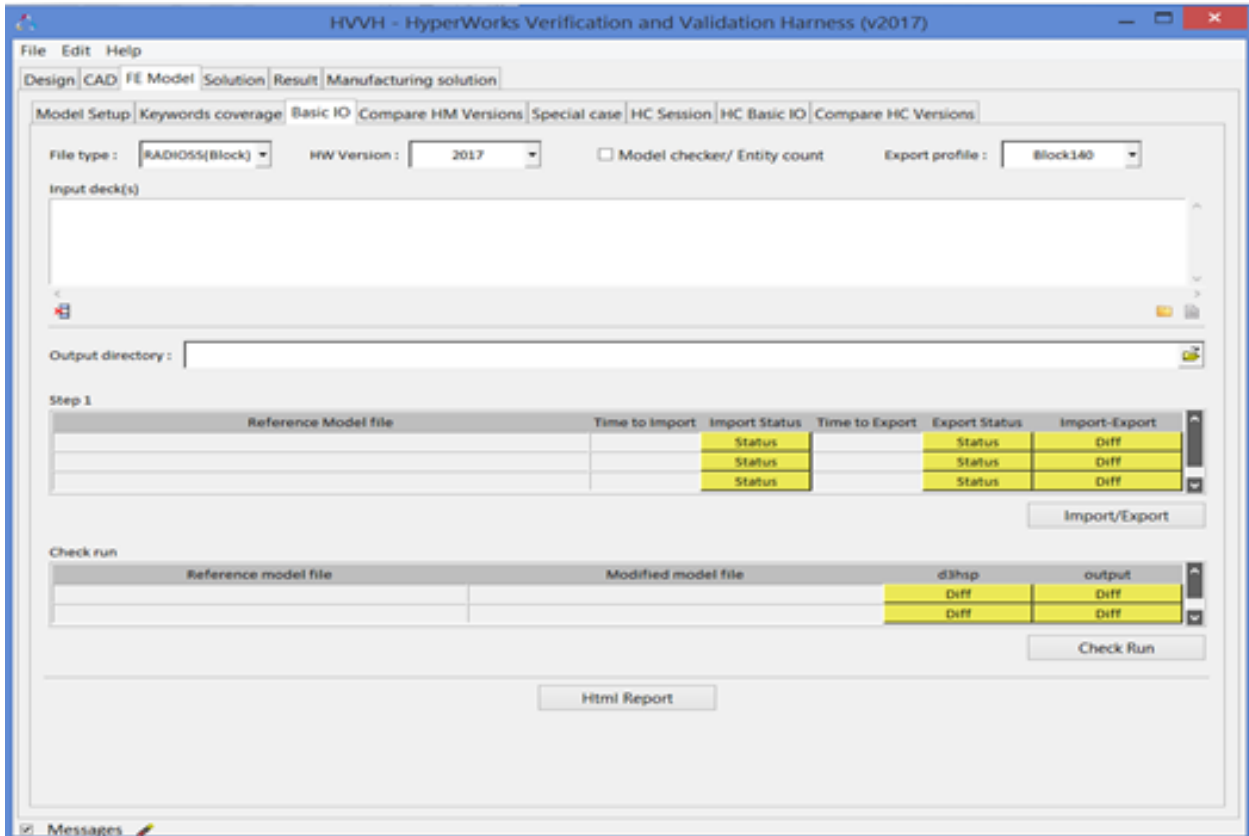 HVVH - HyperWorks Verification and Validation Harness (v2017)
File Edit Help
Design CAD FE Model Solution Result Manufacturing solution
Model Setup Keywords coverage Basic IO Compare HM Versions Special case HC Session HC Basic IO Compare HC Versions
File type : RADIOSS(Block) HW Version : 2017 Model checker/ Entity count Export profile : Block140
Input deck(s)
Output directory :
Step 1
Reference Model file Time to Import Import Status Time to Export Export Status Import-Export
Status Status Diff
Status Status Diff
Status Status Diff
Import/Export
Check run
Reference model file Modified model file d3hsp output
Diff Diff
Diff Diff
Check Run
Html Report
Messages